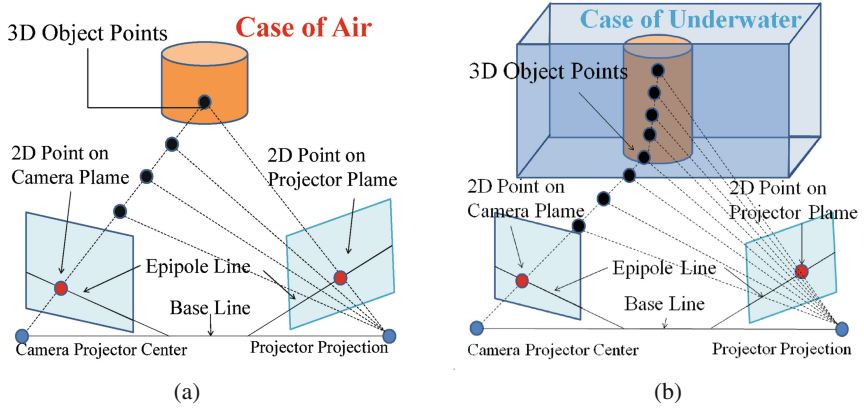 Case of Air
3D Object Points
2D Point on
Camera Plame
2D Point on
Projector Plame
Epipole Line
Base Line
Camera Projector Center
Projector Projection
(a)
Case of Underwater
3D Object Points
2D Point on
Camera Plame
2D Point on
Projector Plame
Epipole Line
Base Line
Camera Projector Center
Projector Projection
(b)